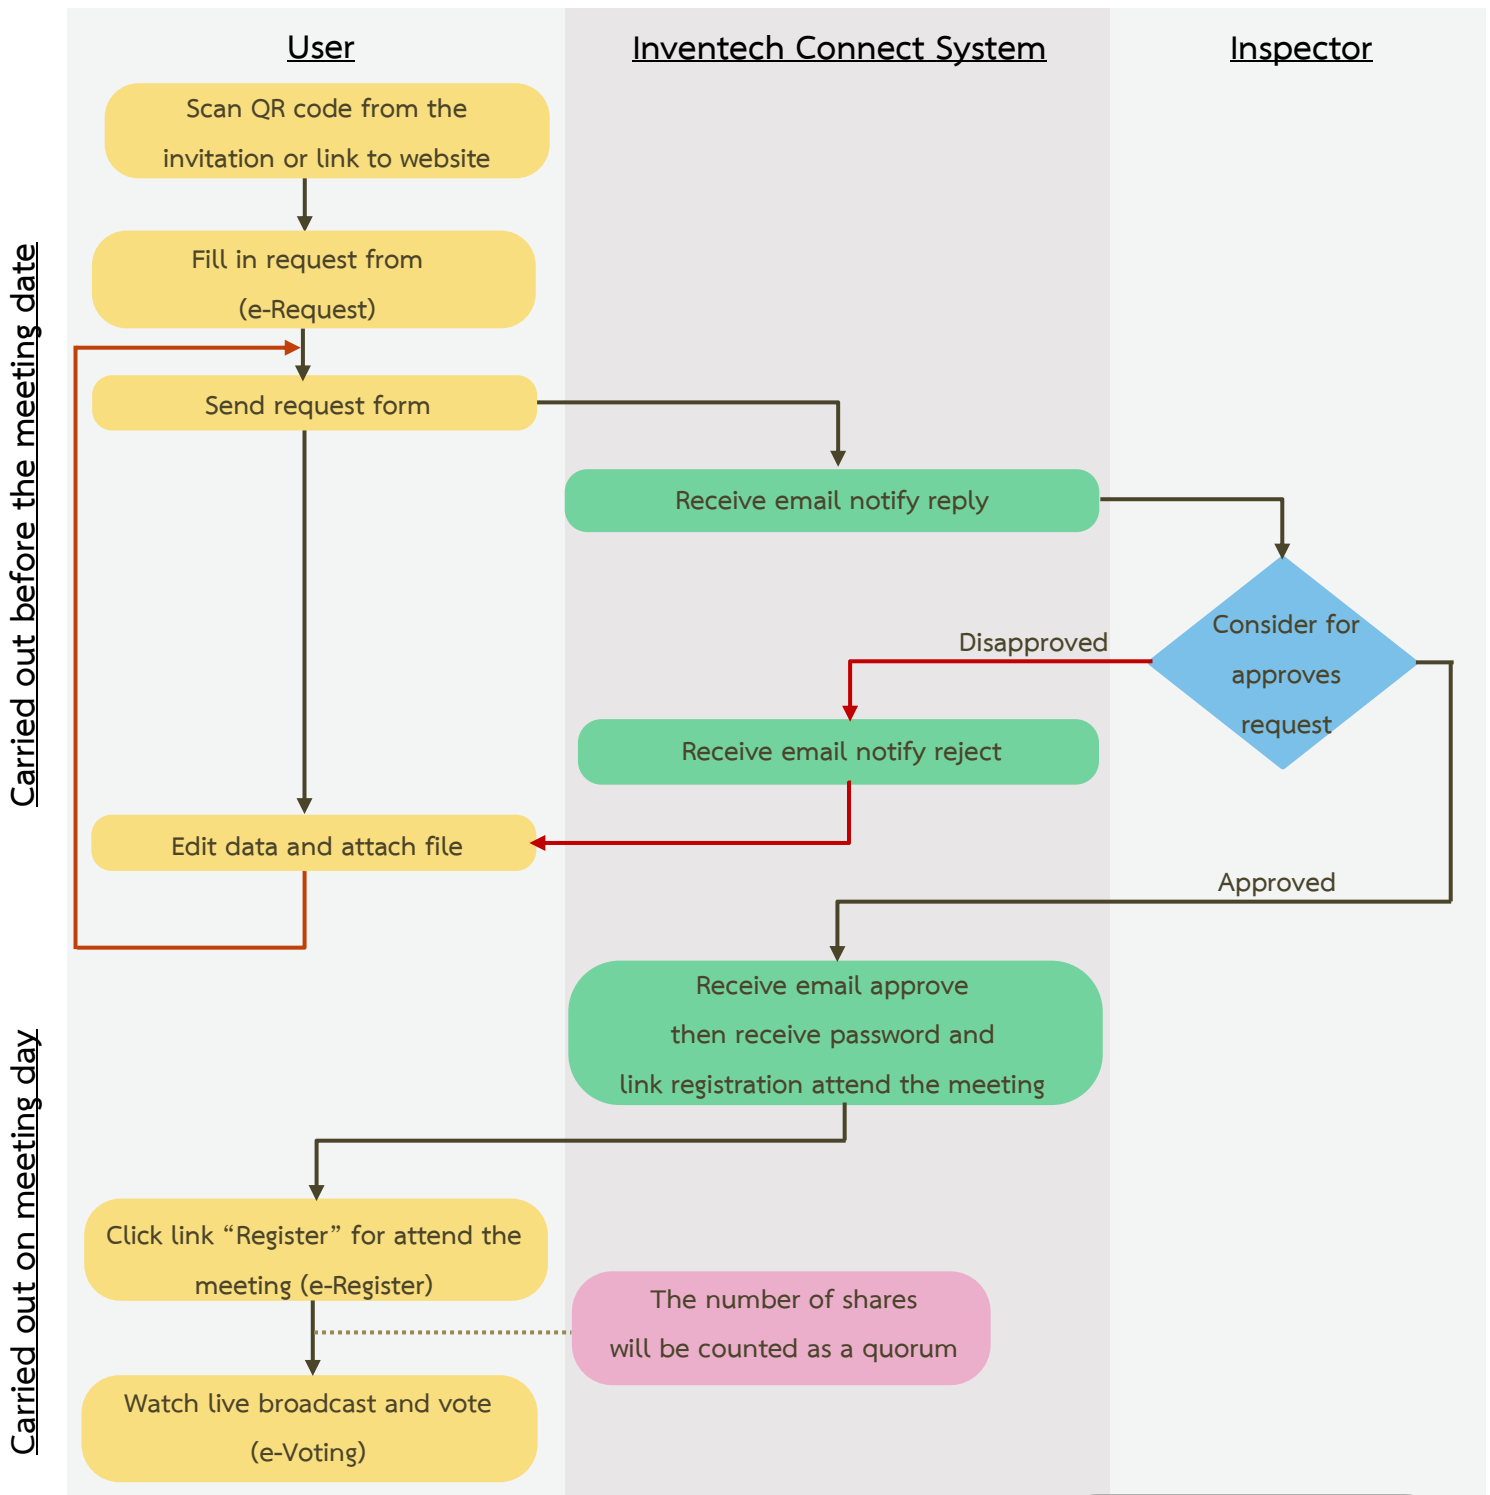 User
Inventech Connect System
Inspector
Carried out before the meeting date
Scan QR code from the
invitation or link to website
Fill in request from
(e-Request)
Send request form
Receive email notify reply
Consider for
approves
request
Disapproved
Receive email notify reject
Edit data and attach file
Approved
Carried out on meeting day
Receive email approve
then receive password and
link registration attend the meeting
Click link “Register” for attend the
meeting (e-Register)
The number of shares
will be counted as a quorum
Watch live broadcast and vote
(e-Voting)